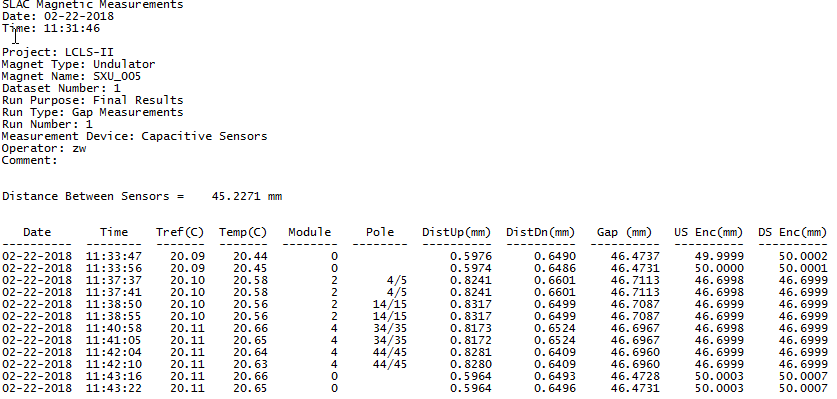 SLAC Magnetic Measurements
Date: 02-22-2018
Time: 11:31:46
Project: LCLS-II
Magnet Type: Undulator
Magnet Name: SXU_005
Dataset Number: 1
Run Purpose: Final Results
Run Type: Gap Measurements
Run Number: 1
Measurement Device: Capacitive Sensors
Operator: zw
Comment:
Distance Between Sensors = 45.2271 mm
Date Time Tref(C) Temp(C) Module Pole DistUp(mm) DistDn(mm) Gap (mm) US Enc(mm) DS Enc(mm)
---------- -------- ------- ------- -------- -------- ---------- ---------- ---------- ---------- ----------
02-22-2018 11:33:47 20.09 20.44 0 0.5976 0.6490 46.4737 49.9999 50.0002
02-22-2018 11:33:56 20.09 20.45 0 0.5974 0.6486 46.4731 50.0000 50.0001
02-22-2018 11:37:37 20.10 20.58 2 4/5 0.8241 0.6601 46.7113 46.6998 46.6999
02-22-2018 11:37:41 20.10 20.58 2 4/5 0.8241 0.6601 46.7113 46.6998 46.6999
02-22-2018 11:38:50 20.10 20.56 2 14/15 0.8317 0.6499 46.7087 46.6999 46.6999
02-22-2018 11:38:55 20.10 20.56 2 14/15 0.8317 0.6499 46.7087 46.6999 46.6999
02-22-2018 11:40:58 20.11 20.66 4 34/35 0.8173 0.6524 46.6967 46.6998 46.6999
02-22-2018 11:41:05 20.11 20.65 4 34/35 0.8172 0.6524 46.6967 46.6999 46.6999
02-22-2018 11:42:04 20.11 20.64 4 44/45 0.8281 0.6409 46.6960 46.6999 46.6999
02-22-2018 11:42:10 20.11 20.63 4 44/45 0.8280 0.6409 46.6960 46.6999 46.6999
02-22-2018 11:43:16 20.11 20.66 0 0.5964 0.6493 46.4728 50.0003 50.0007
02-22-2018 11:43:22 20.11 20.65 0 0.5964 0.6496 46.4731 50.0003 50.0007